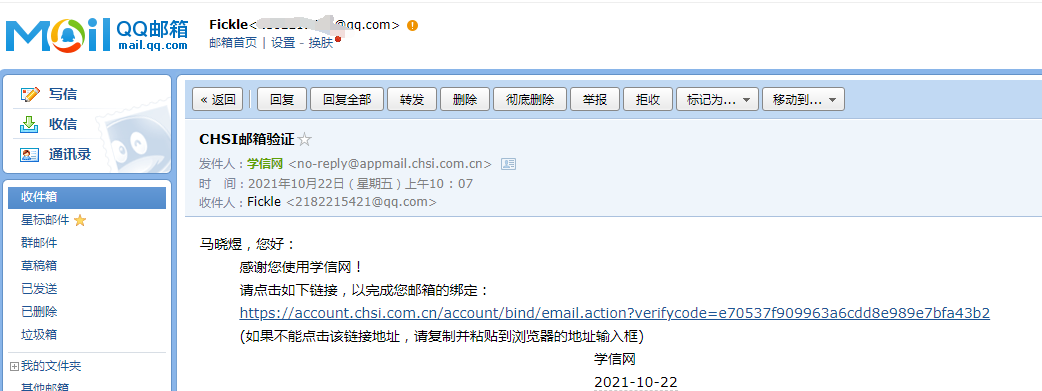 Mail QQ邮箱
mail.qq.com
Fickle< @qq.com>
邮箱首页 | 设置 - 换肤
写信
收信
通讯录
« 返回 回复 回复全部 转发 删除 彻底删除 举报 拒收 标记为... 移动到...
CHSI邮箱验证
发件人：学信网 <no-reply@appmail.chsi.com.cn>
时 间：2021年10月22日 (星期五) 上午10：07
收件人：Fickle <2182215421@qq.com>
收件箱
星标邮件
群邮件
草稿箱
已发送
已删除
垃圾箱
我的文件夹
其他邮箱
马晓煜，您好：
感谢您使用学信网！
请点击如下链接，以完成您邮箱的绑定：
https://account.chsi.com.cn/account/bind/email.action?verifycode=e70537f909963a6cdd8e989e7bfa43b2
(如果不能点击该链接地址，请复制并粘贴到浏览器的地址输入框)
学信网
2021-10-22